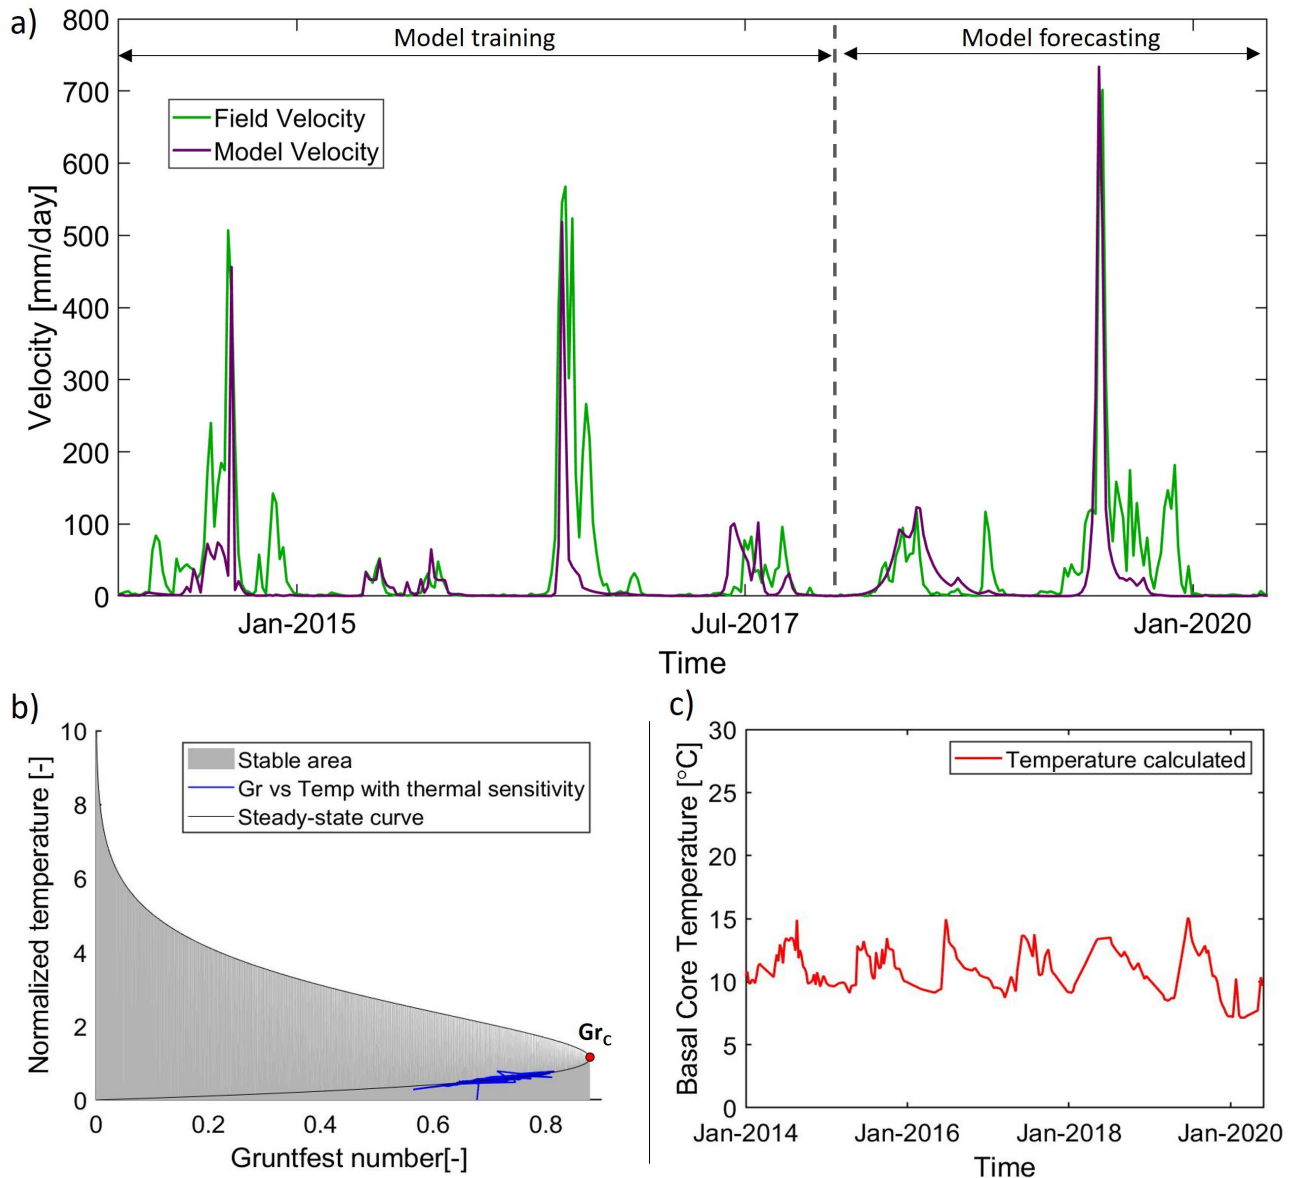 a)
Model training
Model forecasting
Field Velocity
Model Velocity
Velocity [mm/day]
800
700
600
500
400
300
200
100
0
Jan-2015
Jul-2017
Jan-2020
Time
b)
Normalized temperature [-]
10
8
6
4
2
0
Stable area
Gr vs Temp with thermal sensitivity
Steady-state curve
Grc
0
0.2
0.4
0.6
0.8
Gruntfest number[-]
c)
Basal Core Temperature [°C]
30
25
20
15
10
5
0
Temperature calculated
Jan-2014
Jan-2016
Jan-2018
Jan-2020
Time